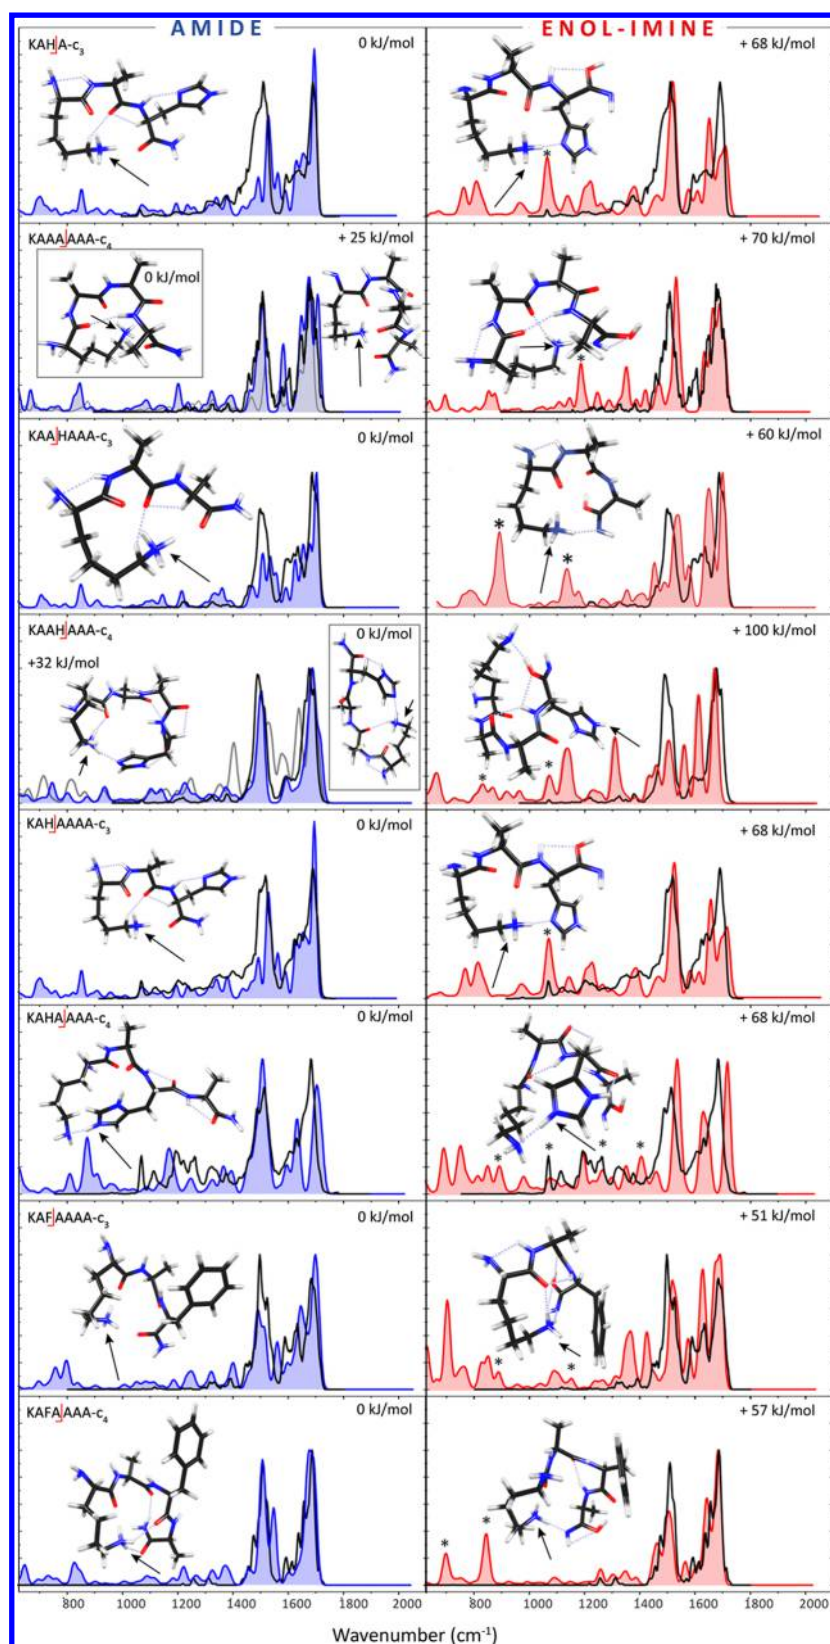 AMIDE ENOL-IMINE
KAHA-c3 0 kJ/mol + 68 kJ/mol
*
KAAAAAA-c4 + 25 kJ/mol + 70 kJ/mol
0 kJ/mol
*
KAAHAAA-c3 0 kJ/mol + 60 kJ/mol
* *
KAAHAAA-c4 0 kJ/mol + 100 kJ/mol
+32 kJ/mol
* *
KAHAAAA-c3 0 kJ/mol + 68 kJ/mol
*
KAHAAAA-c4 0 kJ/mol + 68 kJ/mol
* * * *
KAFAAAA-c3 0 kJ/mol + 51 kJ/mol
* *
KAFAAAA-c4 0 kJ/mol + 57 kJ/mol
* *
800 1000 1200 1400 1600 1800 2000 800 1000 1200 1400 1600 1800 2000
Wavenumber (cm-1)